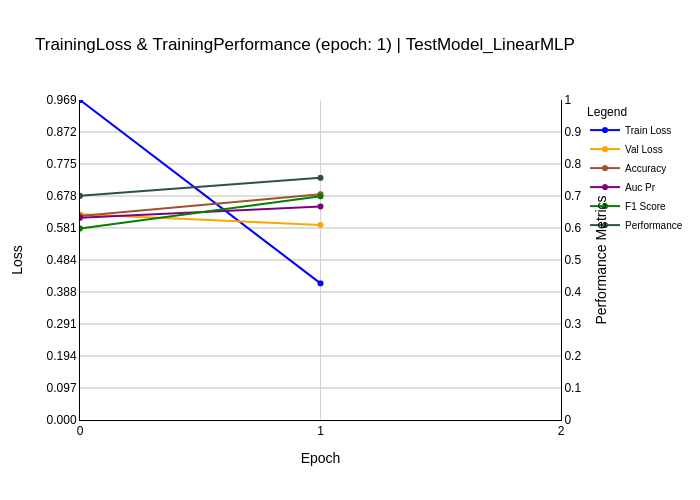 TrainingLoss & TrainingPerformance (epoch: 1) | TestModel_LinearMLP
0.969
0.872
0.775
0.678
0.581
0.484
0.388
0.291
0.194
0.097
0.000
Loss
0
1
2
Epoch
1
0.9
0.8
0.7
0.6
0.5
0.4
0.3
0.2
0.1
0
Performance Metrics
Legend
Train Loss
Val Loss
Accuracy
Auc Pr
F1 Score
Performance